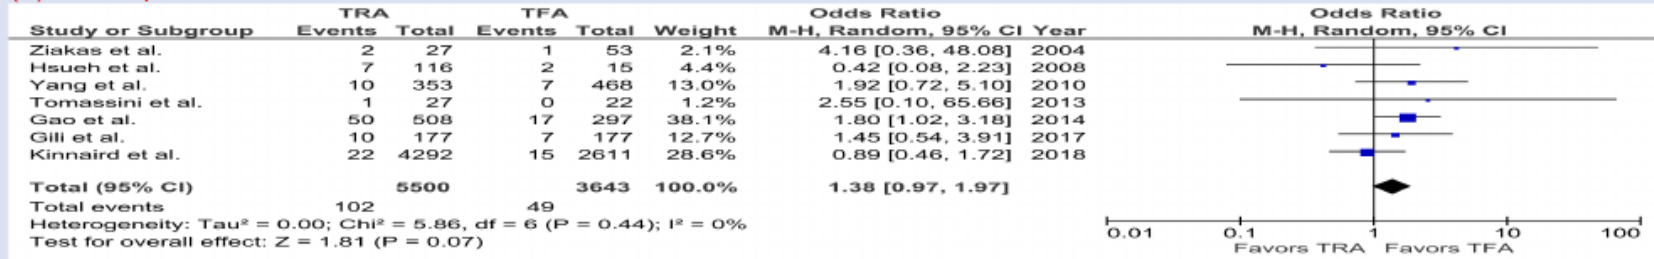 TRA TFA Odds Ratio Odds Ratio
Study or Subgroup Events Total Events Total Weight M-H, Random, 95% CI Year M-H, Random, 95% CI
Ziakas et al. 2 27 1 53 2.1% 4.16 [0.36, 48.08] 2004
Hsueh et al. 7 116 2 15 4.4% 0.42 [0.08, 2.23] 2008
Yang et al. 10 353 7 468 13.0% 1.92 [0.72, 5.10] 2010
Tomassini et al. 1 27 0 22 1.2% 2.55 [0.10, 65.66] 2013
Gao et al. 50 508 17 297 38.1% 1.80 [1.02, 3.18] 2014
Gili et al. 10 177 7 177 12.7% 1.45 [0.54, 3.91] 2017
Kinnaird et al. 22 4292 15 2611 28.6% 0.89 [0.46, 1.72] 2018
Total (95% CI) 5500 3643 100.0% 1.38 [0.97, 1.97]
Total events 102 49
Heterogeneity: Tau² = 0.00; Chi² = 5.86, df = 6 (P = 0.44); I² = 0%
Test for overall effect: Z = 1.81 (P = 0.07)
0.01 0.1 1 10 100
Favors TRA Favors TFA